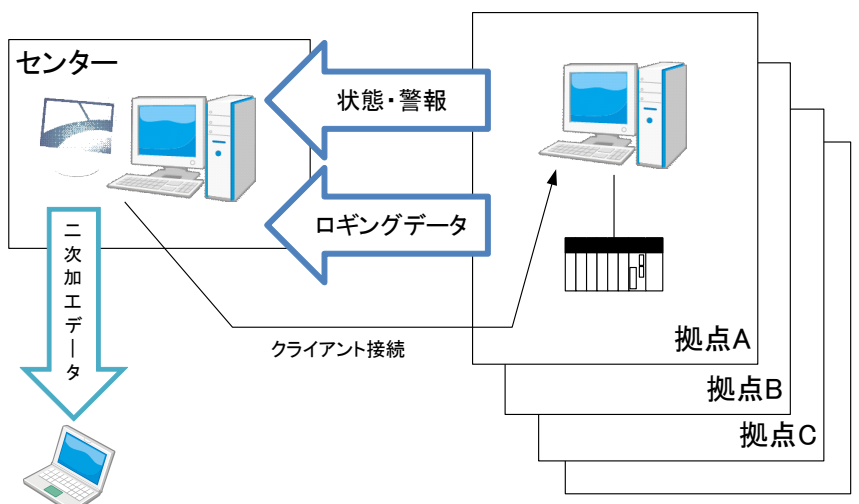 センター
状態・警報
ロギングデータ
二次加工データ
クライアント接続
拠点A
拠点B
拠点C